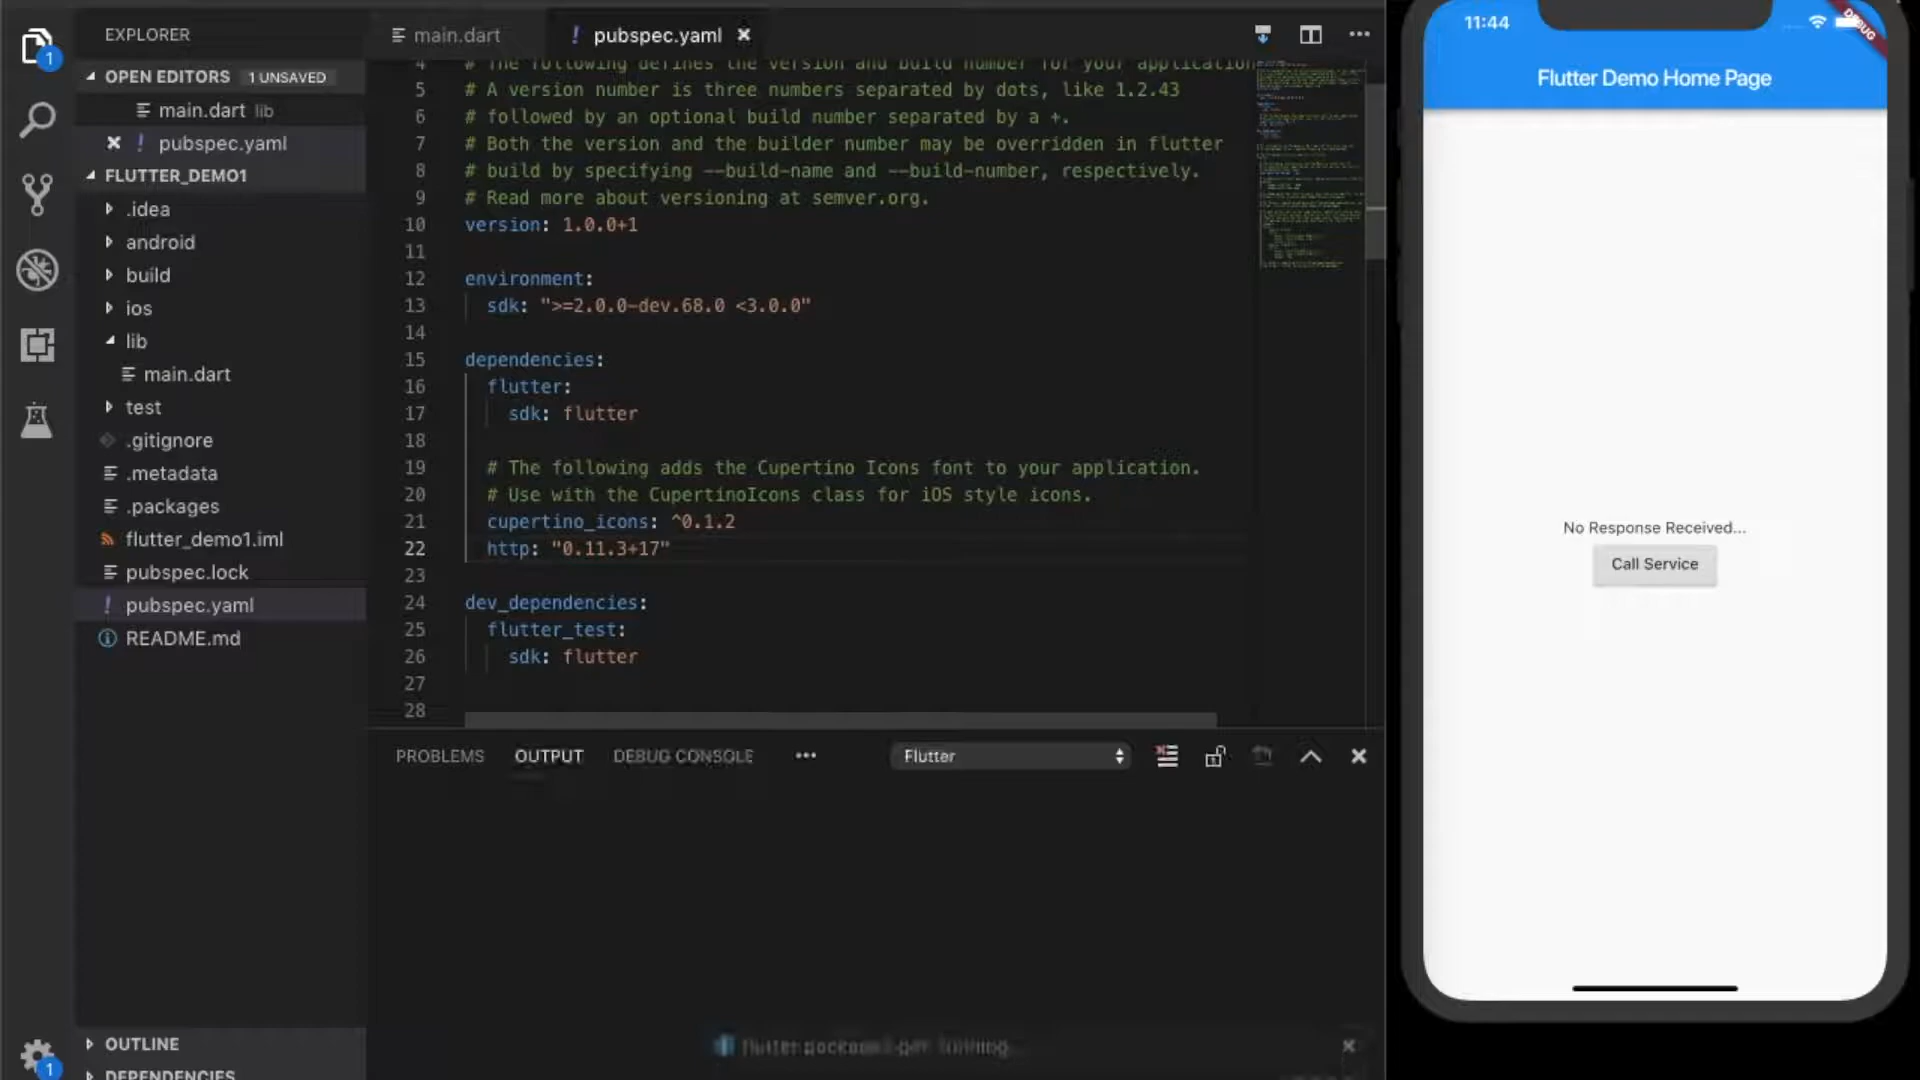 EXPLORER
OPEN EDITORS 1 UNSAVED
main.dart lib
pubspec.yaml
FLUTTER_DEMO1
.idea
android
build
ios
lib
main.dart
test
.gitignore
.metadata
.packages
flutter_demo1.iml
pubspec.lock
pubspec.yaml
README.md
OUTLINE
DEPENDENCIES
1
1
main.dart
pubspec.yaml
4 # The following defines the version and build number for your application
5 # A version number is three numbers separated by dots, like 1.2.43
6 # followed by an optional build number separated by a +.
7 # Both the version and the builder number may be overridden in flutter
8 # build by specifying --build-name and --build-number, respectively.
9 # Read more about versioning at semver.org.
10 version: 1.0.0+1
11
12 environment:
13 sdk: ">=2.0.0-dev.68.0 <3.0.0"
14
15 dependencies:
16 flutter:
17 sdk: flutter
18
19 # The following adds the Cupertino Icons font to your application.
20 # Use with the CupertinoIcons class for iOS style icons.
21 cupertino_icons: ^0.1.2
22 http: "0.11.3+17"
23
24 dev_dependencies:
25 flutter_test:
26 sdk: flutter
27
28
PROBLEMS OUTPUT DEBUG CONSOLE ••• Flutter
flutter packages get running...
11:44
DEBUG
Flutter Demo Home Page
No Response Received...
Call Service